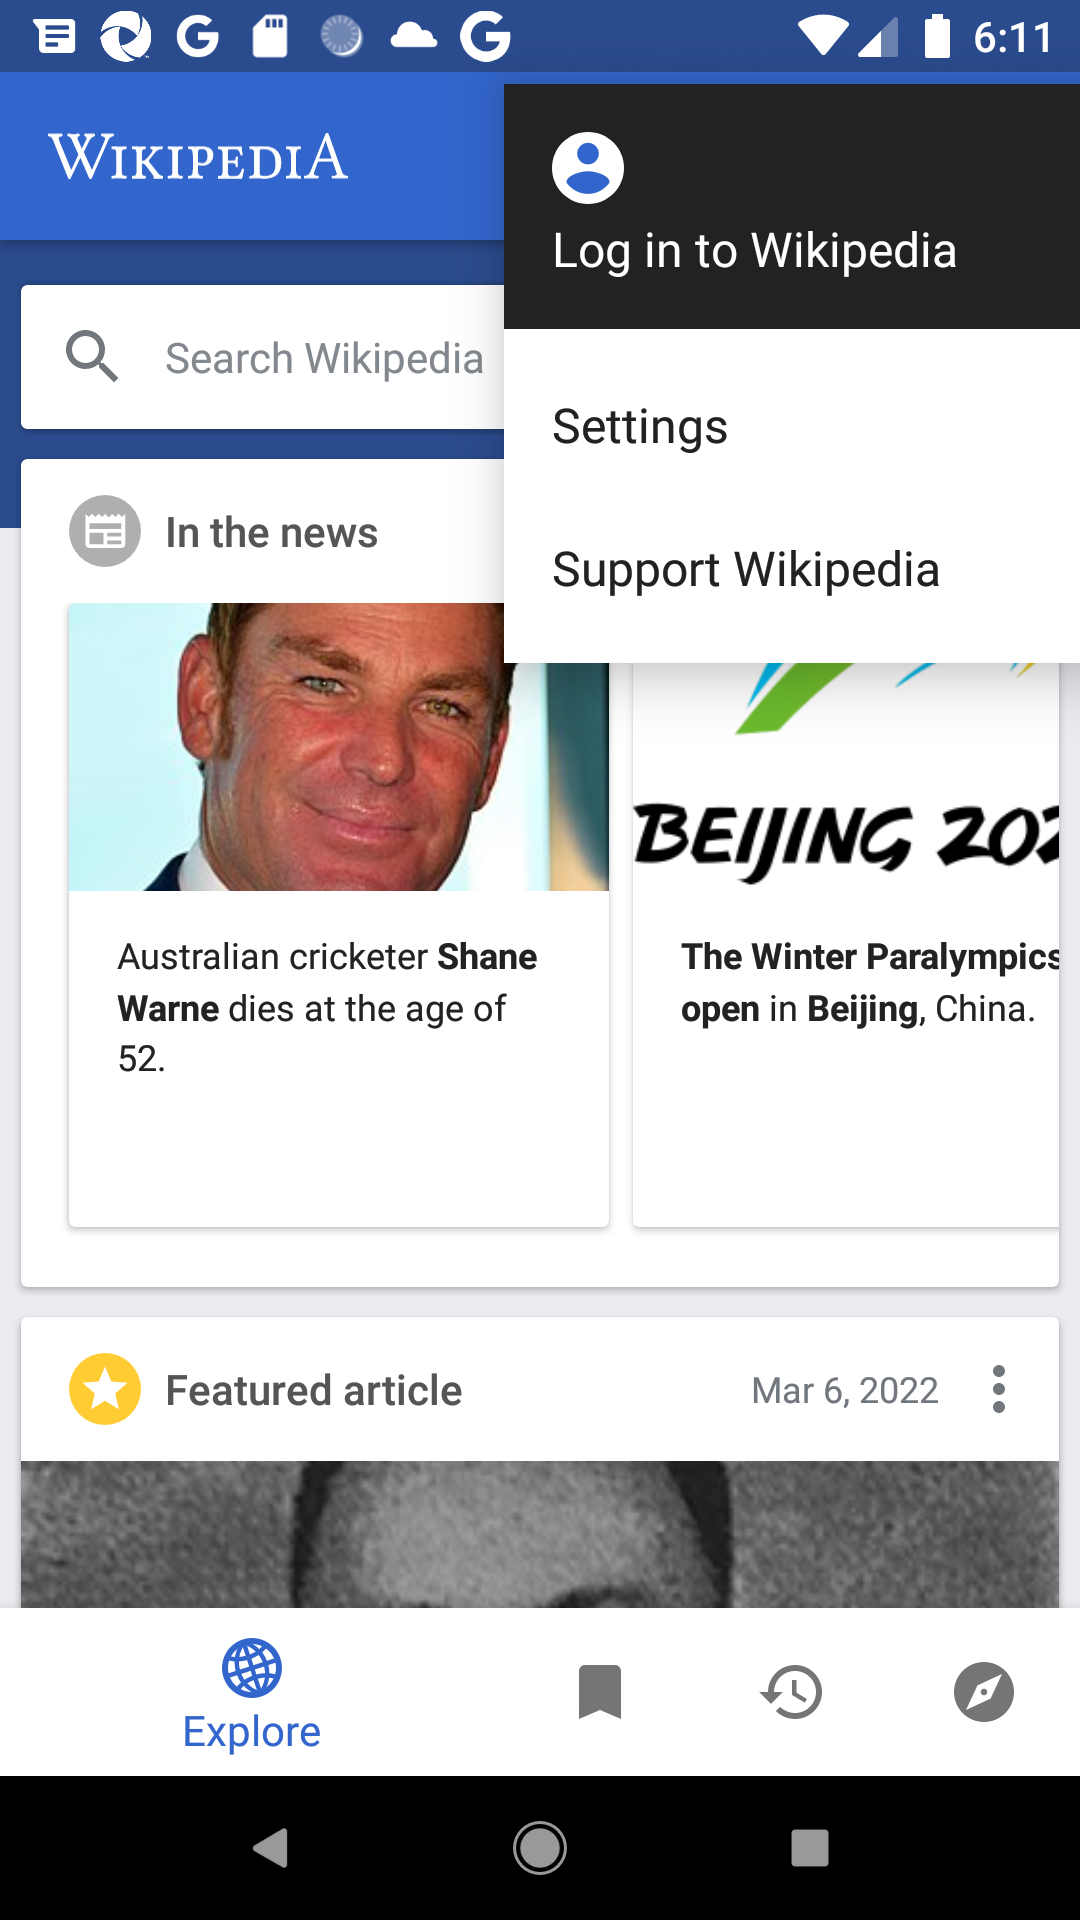 6:11
WIKIPEDIA
Log in to Wikipedia
Search Wikipedia
Settings
Support Wikipedia
In the news
BEIJING 202
Australian cricketer Shane
Warne dies at the age of
52.
The Winter Paralympics
open in Beijing, China.
Featured article
Mar 6, 2022
Explore